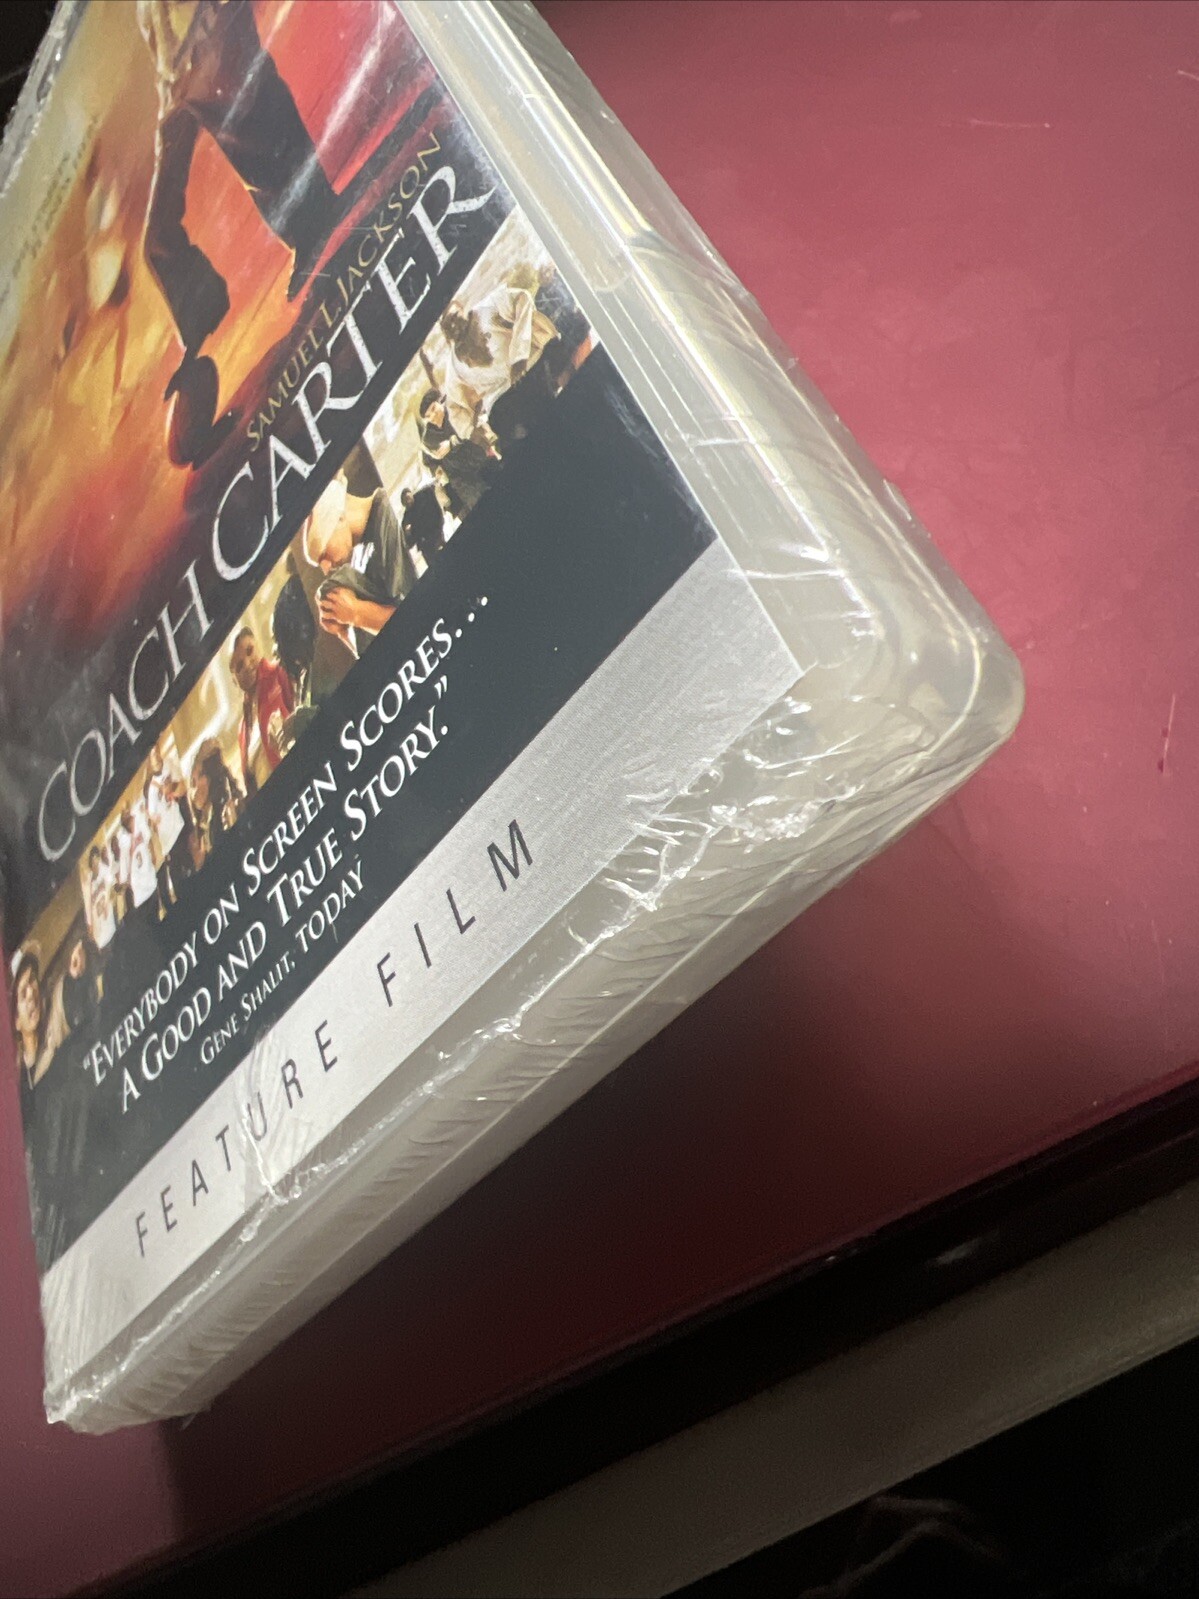 SAMUEL L. JACKSON
COACH CARTER
"EVERYBODY ON SCREEN SCORES...
A GOOD AND TRUE STORY."
GENE SHALIT, TODAY
FEATURE FILM